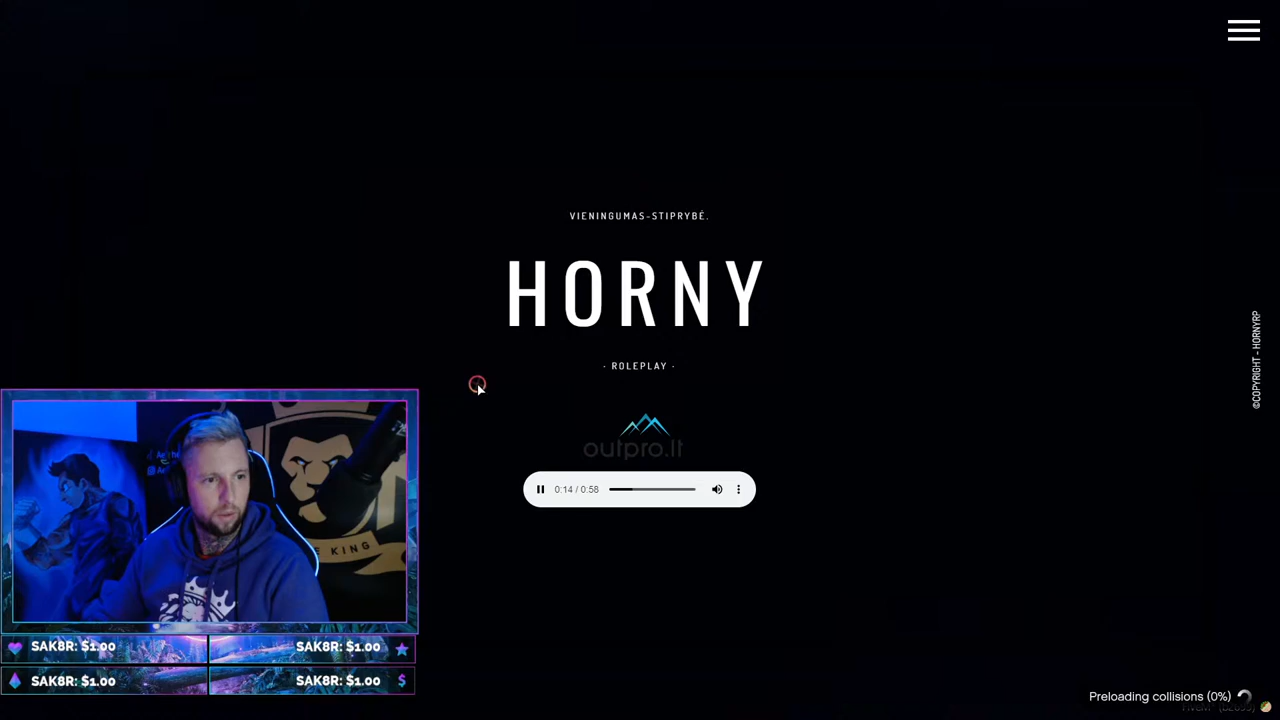 VIENINGUMAS-STIPRYBĖ.
HORNY
· ROLEPLAY ·
©COPYRIGHT - HORNYRP
outpro.lt
0:14 / 0:58
KING
SAK8R: $1.00
SAK8R: $1.00
SAK8R: $1.00
SAK8R: $1.00
Preloading collisions (0%)